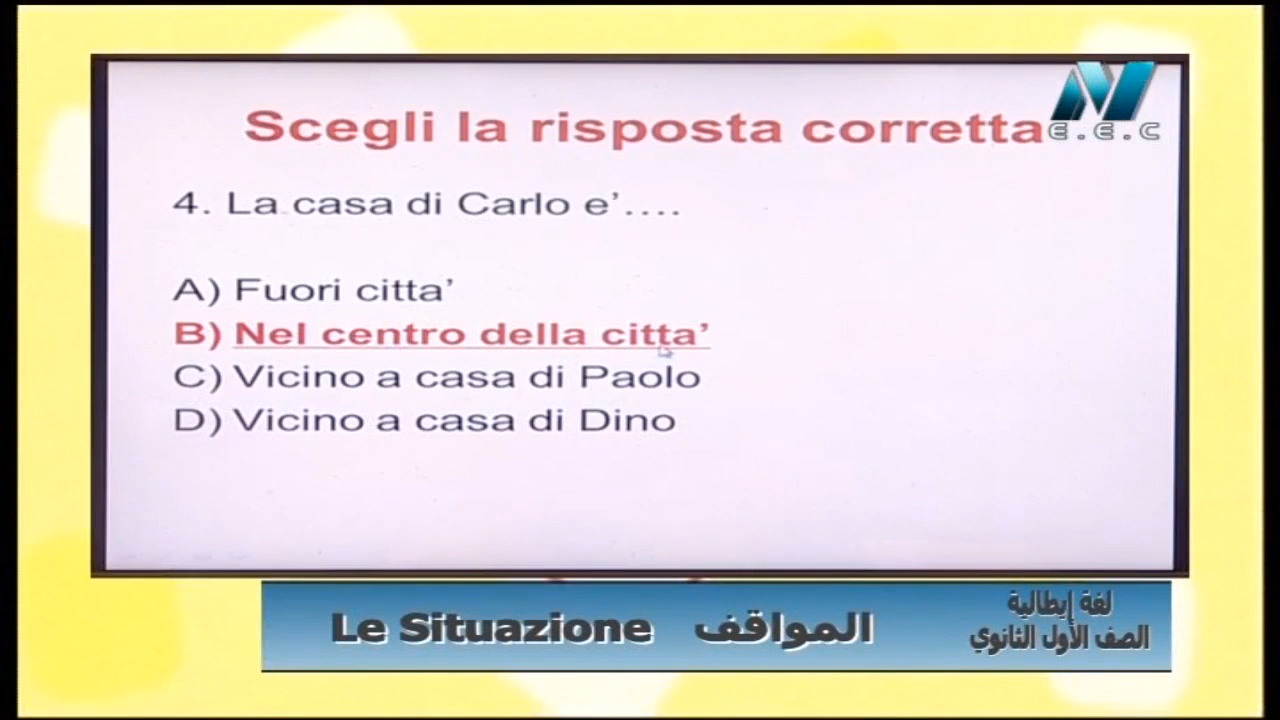 Scegli la risposta corretta
E.E.C
4. La casa di Carlo e’....
A) Fuori citta’
B) Nel centro della citta’
C) Vicino a casa di Paolo
D) Vicino a casa di Dino
لغة إيطالية
الصف الأول الثانوي
Le Situazione المواقف